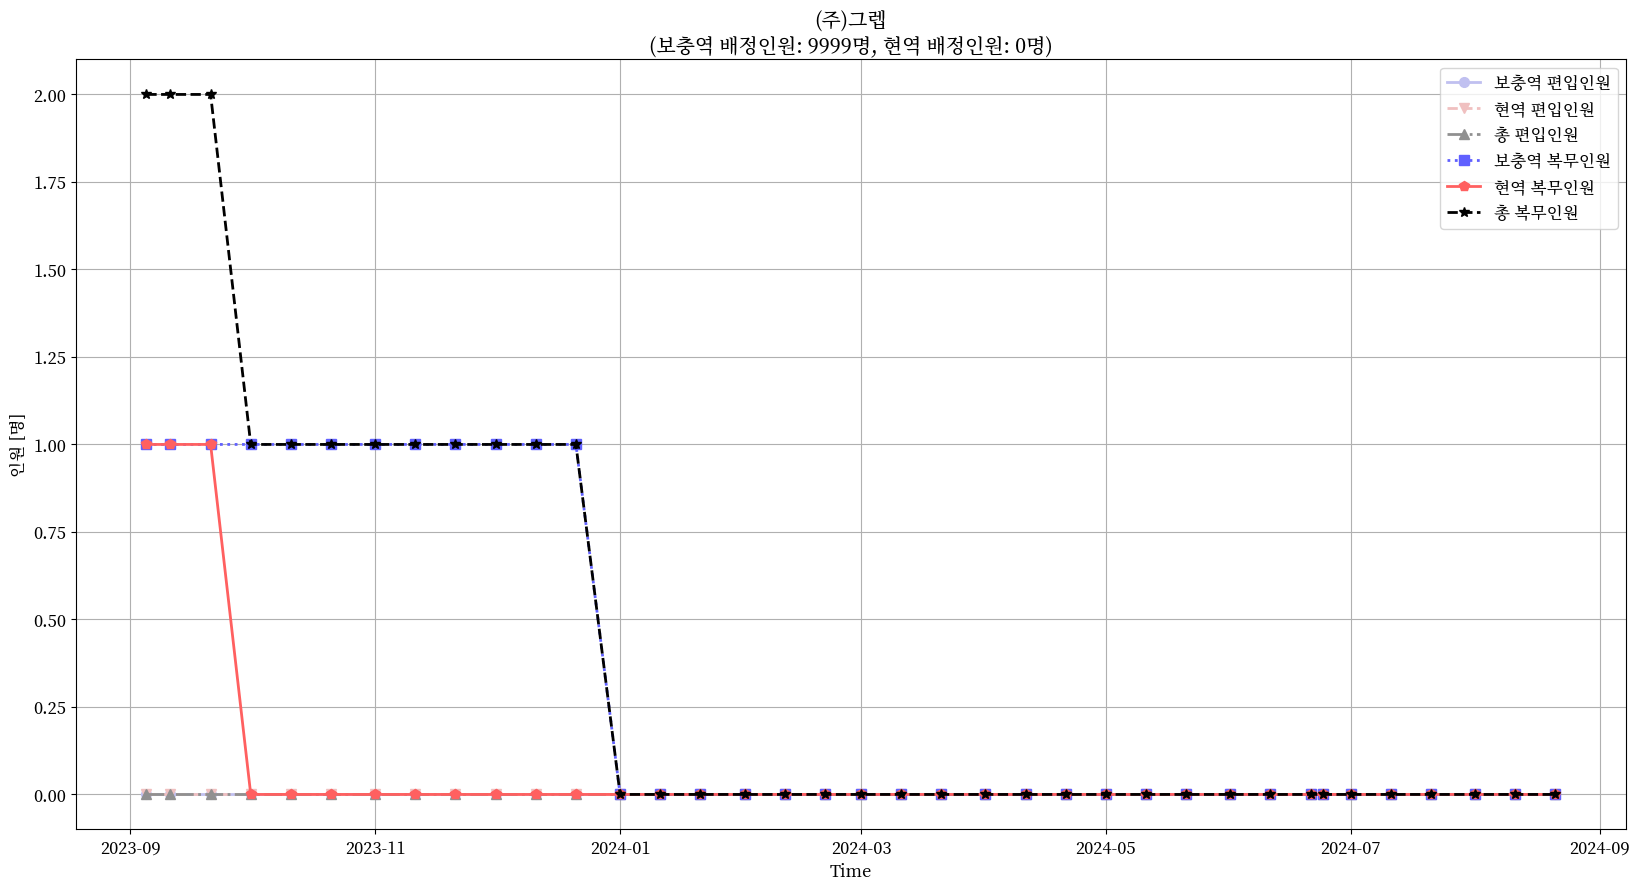 (주)그렙
(보충역 배정인원: 9999명, 현역 배정인원: 0명)
보충역 편입인원
현역 편입인원
총 편입인원
보충역 복무인원
현역 복무인원
총 복무인원
인원 [명]
2.00
1.75
1.50
1.25
1.00
0.75
0.50
0.25
0.00
2023-09
2023-11
2024-01
2024-03
2024-05
2024-07
2024-09
Time